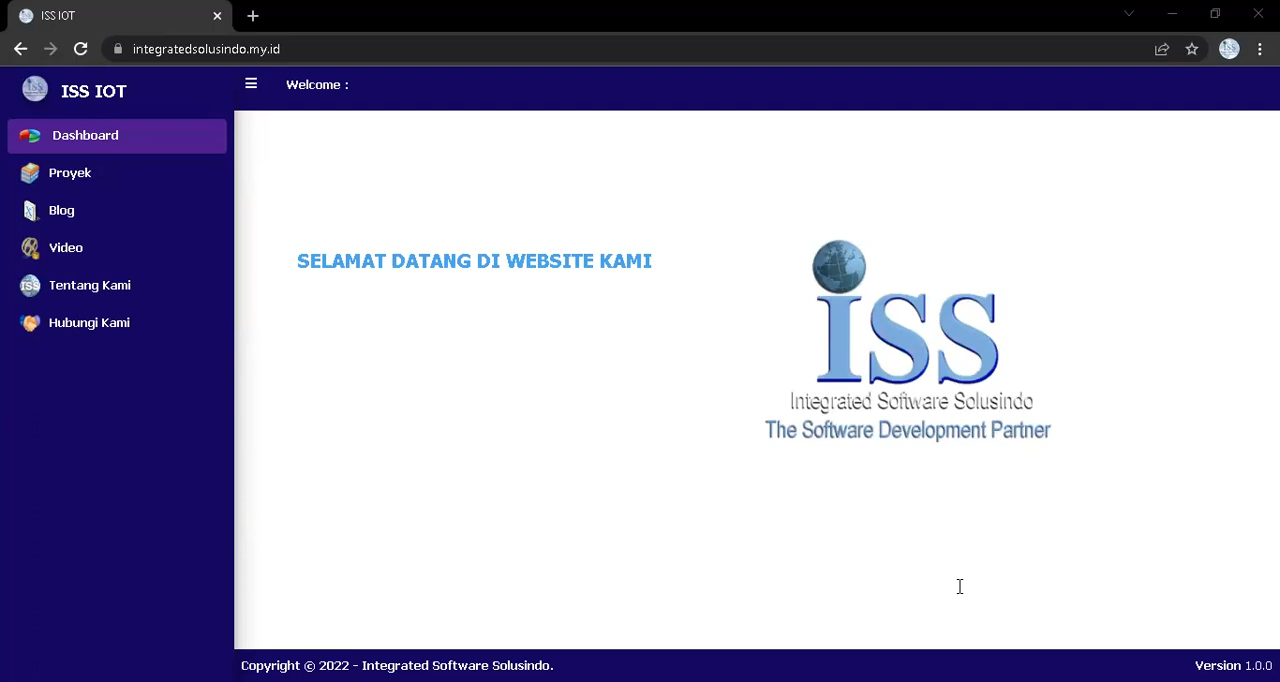 ISS IOT
integratedsolusindo.my.id
ISS IOT
Welcome :
Dashboard
Proyek
Blog
Video
Tentang Kami
Hubungi Kami
SELAMAT DATANG DI WEBSITE KAMI
iSS
Integrated Software Solusindo
The Software Development Partner
Copyright © 2022 - Integrated Software Solusindo.
Version 1.0.0